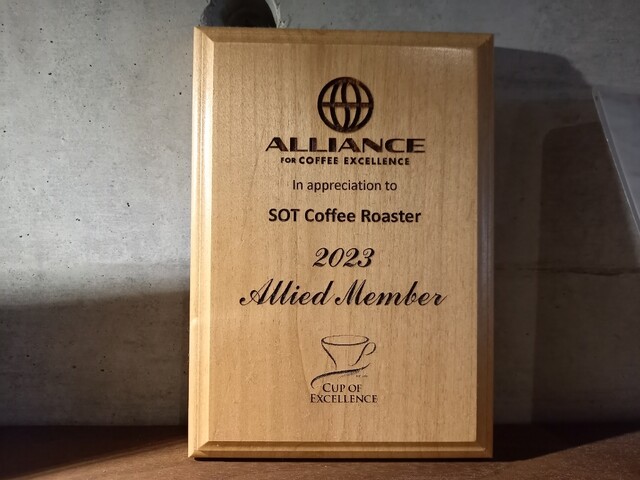 ALLIANCE
FOR COFFEE EXCELLENCE
In appreciation to
SOT Coffee Roaster
2023
Allied Member
CUP OF
EXCELLENCE